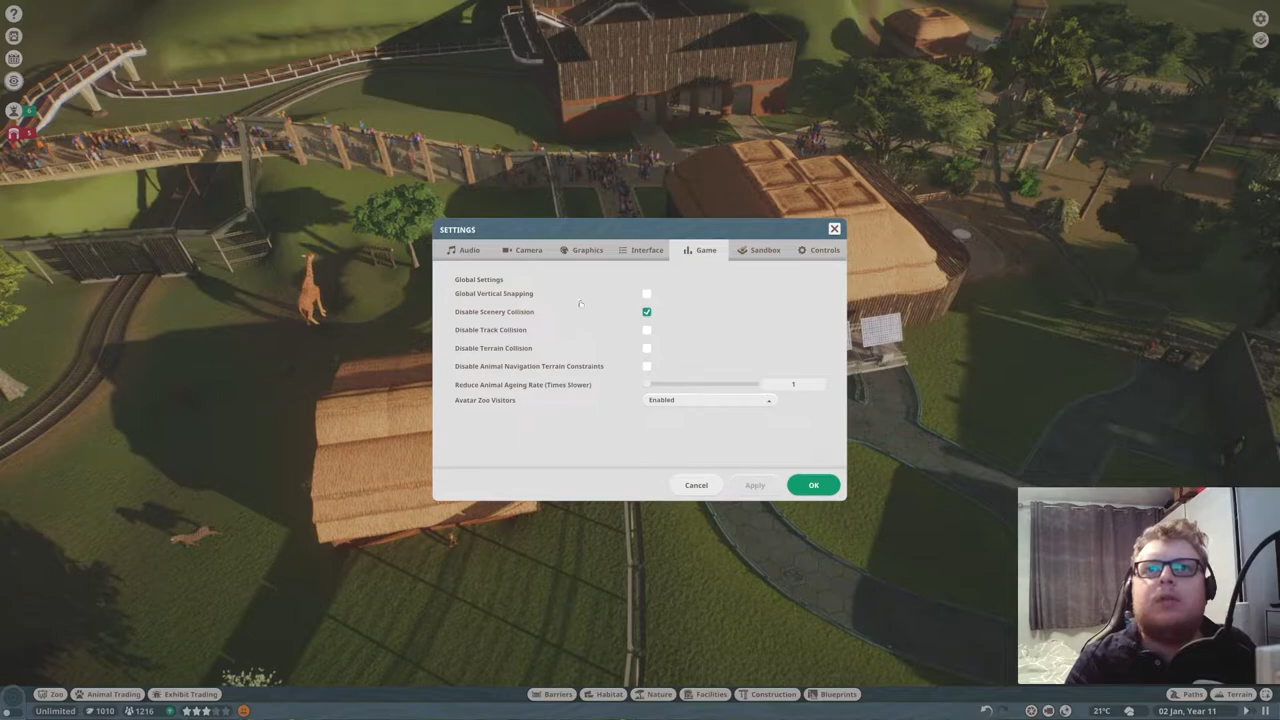 ?
6
5
SETTINGS
Audio Camera Graphics Interface Game Sandbox Controls
Global Settings
Global Vertical Snapping
Disable Scenery Collision
Disable Track Collision
Disable Terrain Collision
Disable Animal Navigation Terrain Constraints
Reduce Animal Ageing Rate (Times Slower) 1
Avatar Zoo Visitors Enabled
Cancel Apply OK
Zoo Animal Trading Exhibit Trading Barriers Habitat Nature Facilities Construction Blueprints Paths Terrain
Unlimited 1010 1216 21°C 02 Jan, Year 11